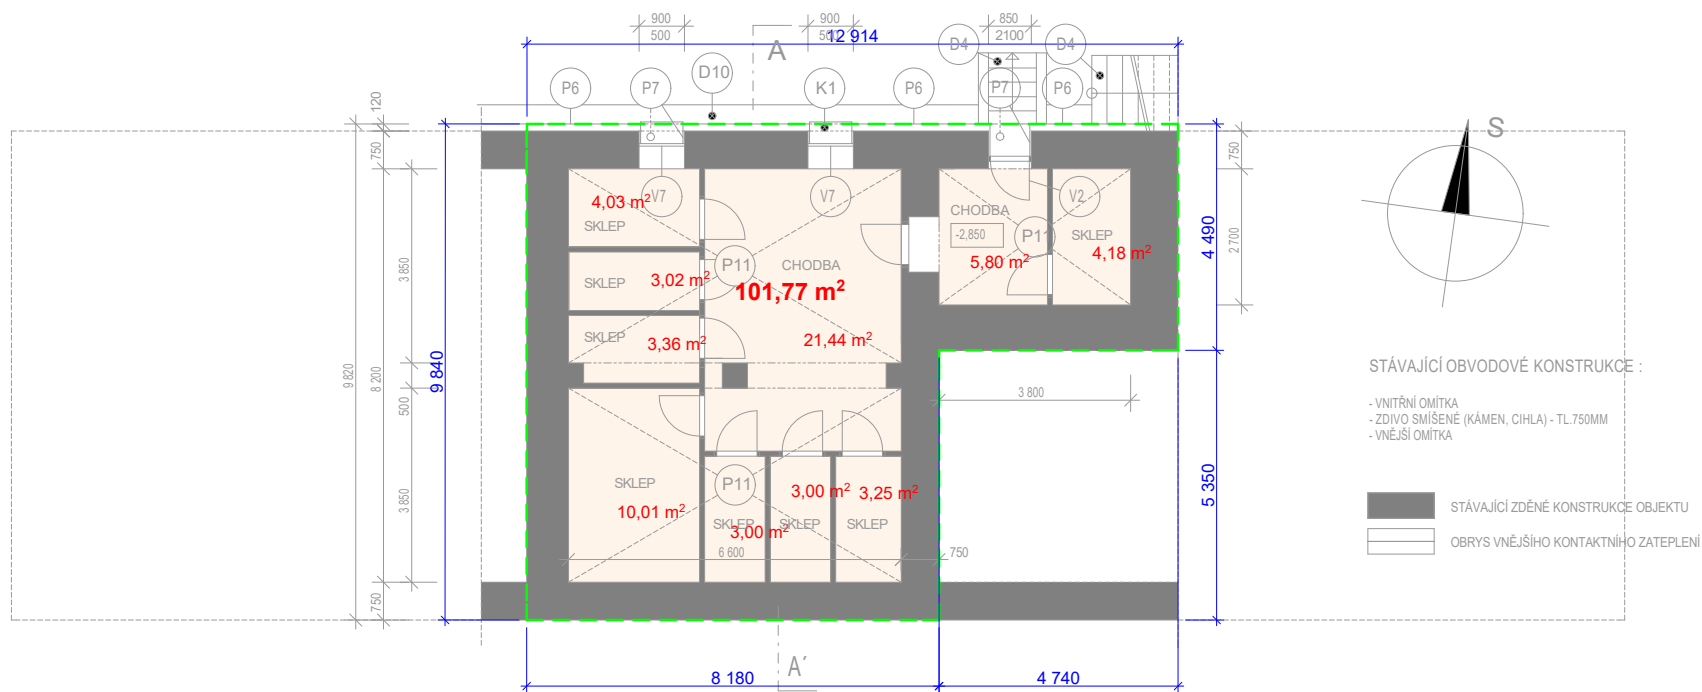 900
500
900
500
850
2100
12 914
A
D4
D4
D10
P6
P7
K1
P6
P7
P6
120
750
750
S
4,03 m²
SKLEP
V7
V7
CHODBA
-2,850
V2
P11
SKLEP
4,18 m²
5,80 m²
4 490
2 700
3 850
SKLEP
3,02 m²
P11
CHODBA
101,77 m²
SKLEP
3,36 m²
21,44 m²
9 820
8 200
9 840
500
3 800
STÁVAJÍCÍ OBVODOVÉ KONSTRUKCE :
- VNITŘNÍ OMÍTKA
- ZDIVO SMÍŠENÉ (KÁMEN, CIHLA) - TL.750MM
- VNĚJŠÍ OMÍTKA
3 850
SKLEP
10,01 m²
P11
SKLEP
3,00 m²
3,00 m²
SKLEP
3,25 m²
SKLEP
5 350
STÁVAJÍCÍ ZDĚNÉ KONSTRUKCE OBJEKTU
OBRYS VNĚJŠÍHO KONTAKTNÍHO ZATEPLENÍ
6 600
750
750
A´
8 180
4 740